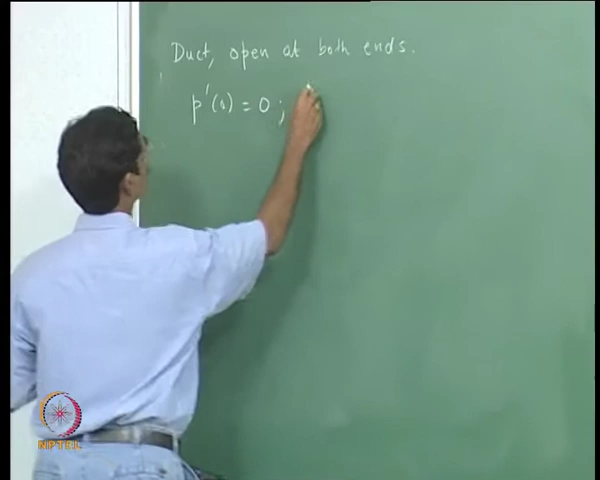 Duct, open at both ends.
p'(0) = 0 ;
NPTEL